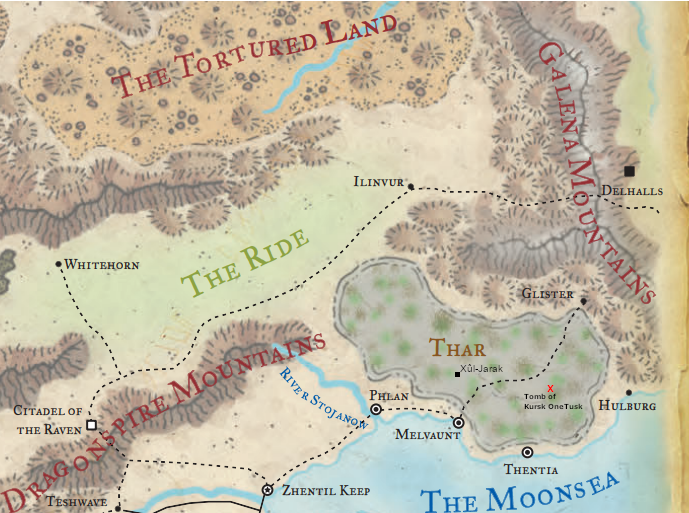 The Tortured Land
Galena Mountains
Ilinvur
Delhalls
The Ride
Whitehorn
Glister
Thar
Xûl-Jarak
X
Tomb of
Kursk OneTusk
Hulburg
Dragonspire Mountains
River Stojanow
Phlan
Citadel of
the Raven
Melvaunt
Thentia
Zhentil Keep
Teshwave
The Moonsea